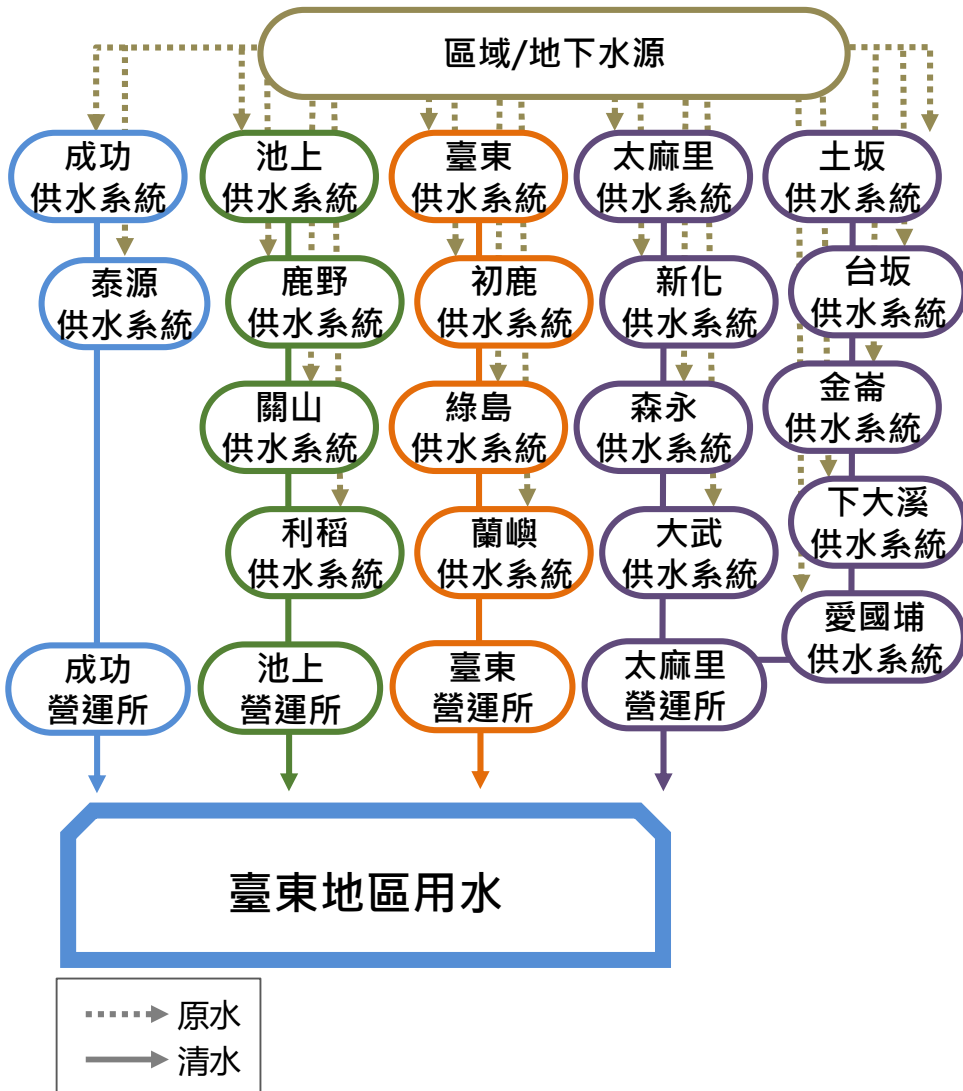 區域/地下水源
成功
供水系統
池上
供水系統
臺東
供水系統
太麻里
供水系統
土坂
供水系統
泰源
供水系統
鹿野
供水系統
初鹿
供水系統
新化
供水系統
台坂
供水系統
關山
供水系統
綠島
供水系統
森永
供水系統
金崙
供水系統
利稻
供水系統
蘭嶼
供水系統
大武
供水系統
下大溪
供水系統
愛國埔
供水系統
成功
營運所
池上
營運所
臺東
營運所
太麻里
營運所
臺東地區用水
原水
清水